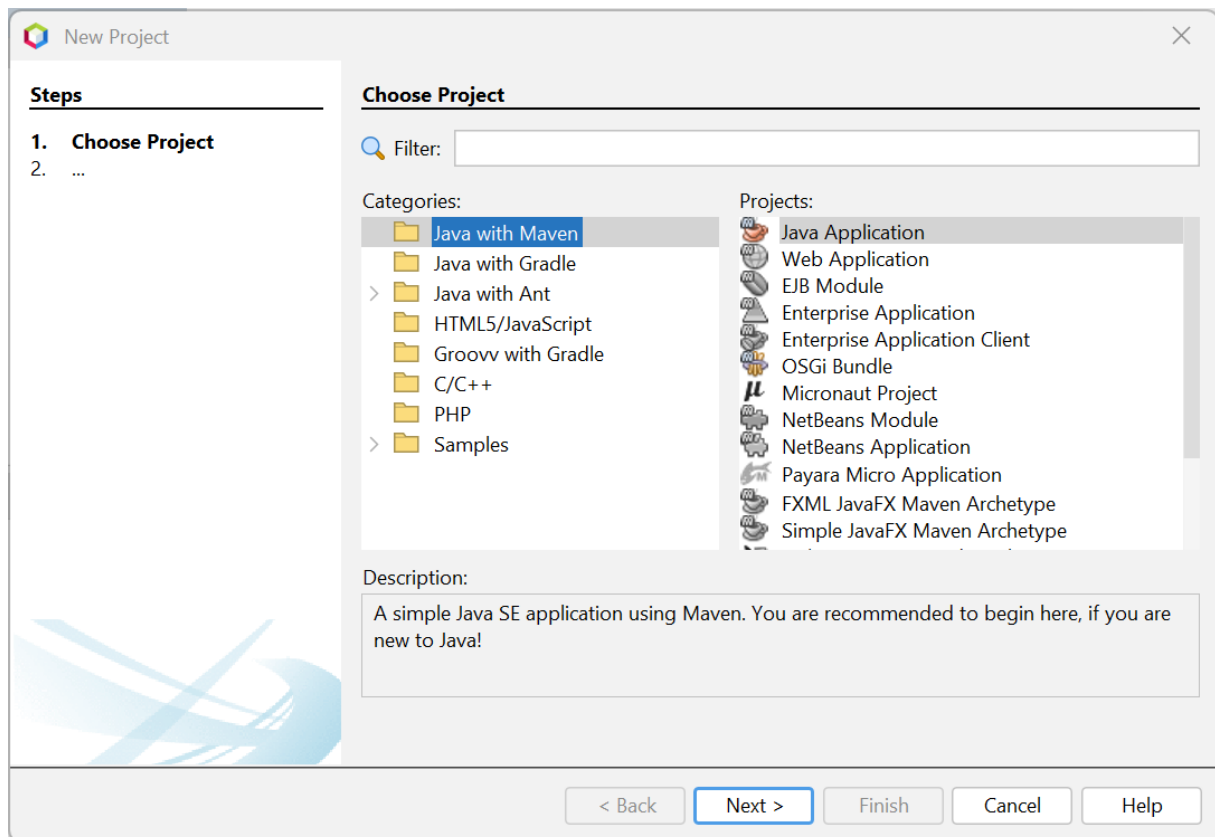 New Project
Steps
1. Choose Project
2. ...
Choose Project
Filter:
Categories:
Java with Maven
Java with Gradle
Java with Ant
HTML5/JavaScript
Groovv with Gradle
C/C++
PHP
Samples
Projects:
Java Application
Web Application
EJB Module
Enterprise Application
Enterprise Application Client
OSGi Bundle
Micronaut Project
NetBeans Module
NetBeans Application
Payara Micro Application
FXML JavaFX Maven Archetype
Simple JavaFX Maven Archetype
Description:
A simple Java SE application using Maven. You are recommended to begin here, if you are
new to Java!
< Back
Next >
Finish
Cancel
Help